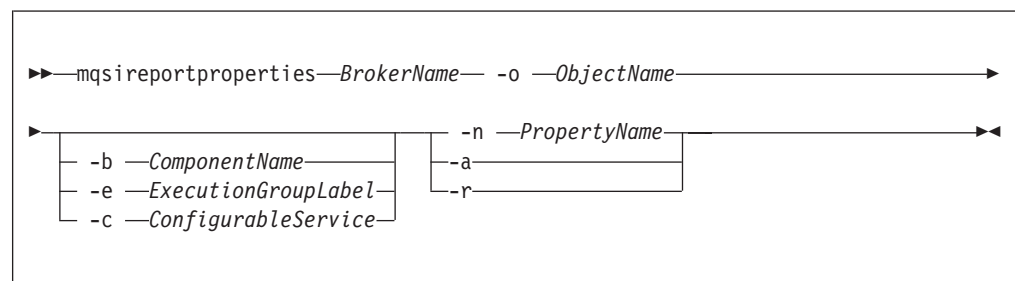 mqsireportproperties BrokerName -o ObjectName
-n PropertyName
-b ComponentName -a
-e ExecutionGroupLabel -r
-c ConfigurableService